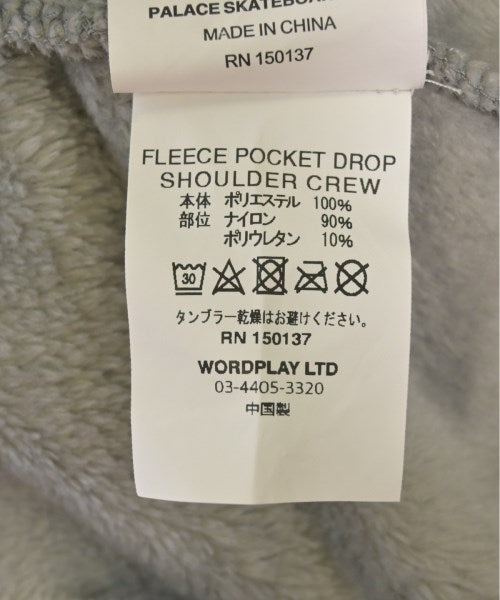 PALACE SKATEBOAR
MADE IN CHINA
RN 150137
FLEECE POCKET DROP
SHOULDER CREW
本体 ポリエステル 100%
部位 ナイロン 90%
ポリウレタン 10%
30
タンブラー乾燥はお避けください。
RN 150137
WORDPLAY LTD
03-4405-3320
中国製